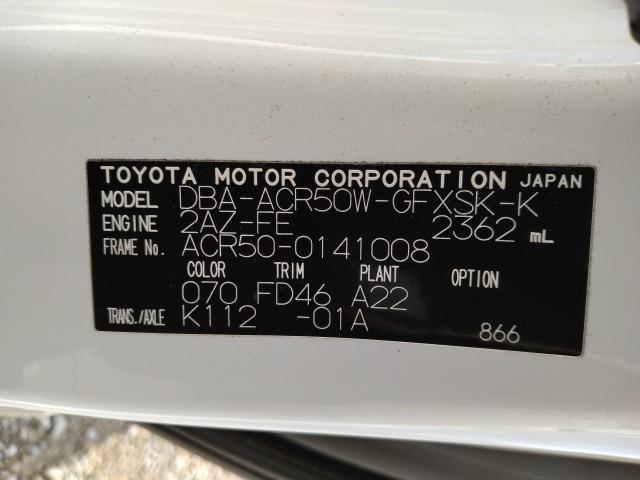 TOYOTA MOTOR CORPORATION JAPAN
MODEL DBA-ACR50W-GFXSK-K
ENGINE 2AZ-FE 2362 mL
FRAME No. ACR50-0141008
COLOR TRIM PLANT OPTION
070 FD46 A22
TRANS./AXLE K112 -01A
866